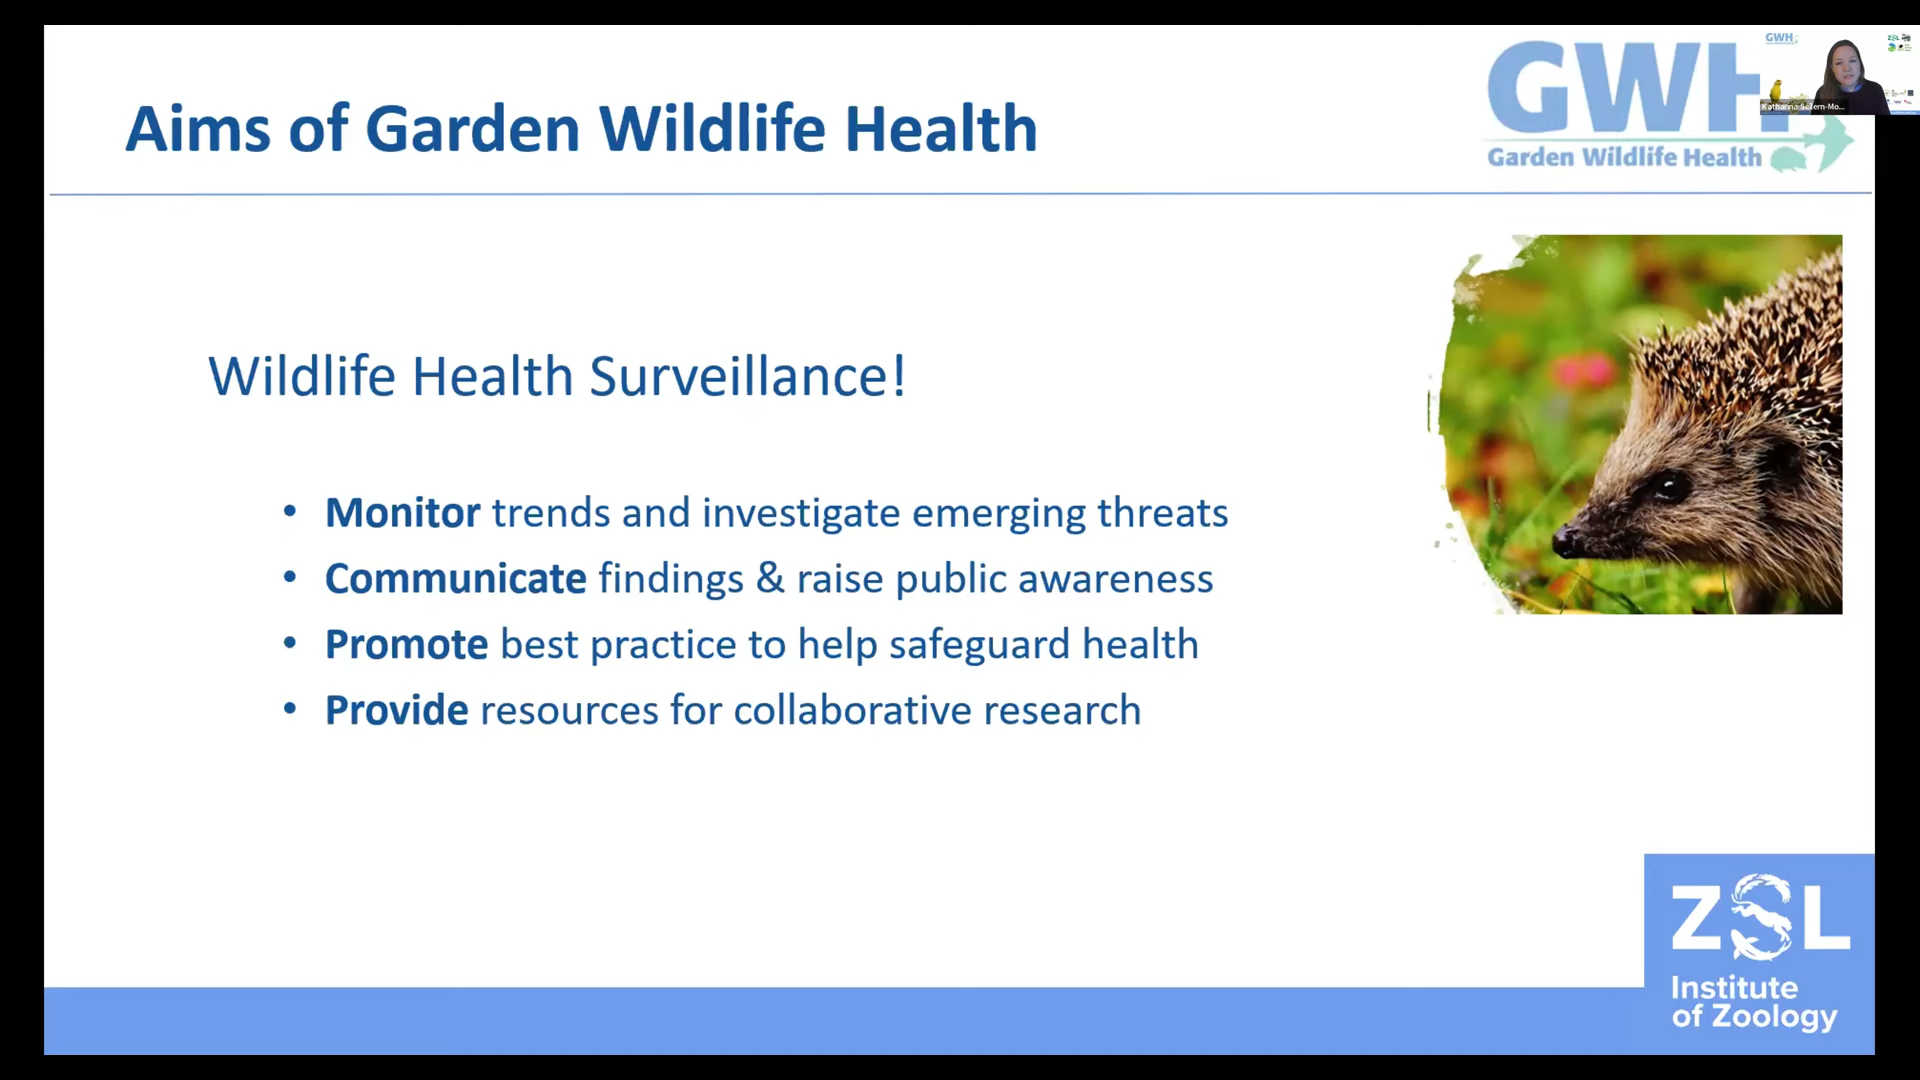 Aims of Garden Wildlife Health
GWH
Garden Wildlife Health
GWH
ZSL
Wildlife Health Surveillance!
• Monitor trends and investigate emerging threats
• Communicate findings & raise public awareness
• Promote best practice to help safeguard health
• Provide resources for collaborative research
ZSL
Institute
of Zoology